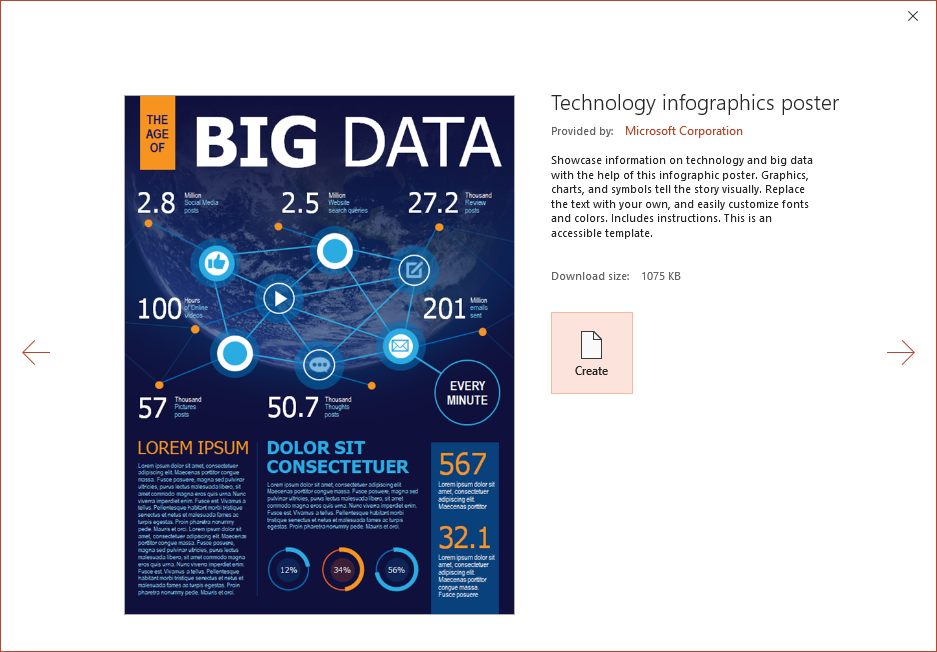 THE
AGE
OF
BIG DATA
2.8 Million
Social Media
posts
2.5 Million
Website
search queries
27.2 Thousand
Review
posts
100 Hours
of Online
videos
201 Million
emails
sent
57 Thousand
Pictures
posts
50.7 Thousand
Thoughts
posts
EVERY
MINUTE
LOREM IPSUM
Lorem ipsum dolor sit amet, consectetuer
adipiscing elit. Maecenas porttitor congue
massa. Fusce posuere, magna sed
pulvinar ultricies, purus lectus malesuada
libero, sit
amet commodo magna eros quis urna. Nunc
viverra imperdiet enim. Fusce est. Vivamus a
tellus. Pellentesque habitant morbi
tristique senectus et netus et malesuada
fames ac
turpis egestas. Proin pharetra nonummy
pede. Mauris et orci. Lorem ipsum dolor sit
amet, consectetuer adipiscing elit. Maecenas
porttitor congue massa. Fusce posuere,
magna sed pulvinar ultricies, purus lectus
malesuada libero, sit amet commodo magna
eros quis urna. Nunc viverra imperdiet enim.
Fusce est. Vivamus a tellus. Pellentesque
habitant morbi tristique senectus et netus et
malesuada fames ac turpis egestas. Proin
pharetra nonummy pede. Mauris et orci.
DOLOR SIT
CONSECTETUER
Lorem ipsum dolor sit amet, consectetuer adipiscing elit.
Maecenas porttitor congue massa. Fusce posuere, magna sed
pulvinar ultricies, purus lectus malesuada libero, sit amet
commodo magna eros quis urna. Nunc viverra imperdiet enim.
Fusce est. Vivamus a tellus. Pellentesque habitant morbi
tristique senectus et netus et malesuada fames ac turpis
egestas. Proin pharetra nonummy pede. Mauris et orci.
12%
34%
56%
567
Lorem ipsum dolor sit
amet, consectetuer
adipiscing elit.
Maecenas porttitor
32.1
Lorem ipsum dolor sit
amet, consectetuer
adipiscing elit.
Maecenas porttitor
congue massa.
Fusce posuere
Technology infographics poster
Provided by: Microsoft Corporation
Showcase information on technology and big data
with the help of this infographic poster. Graphics,
charts, and symbols tell the story visually. Replace
the text with your own, and easily customize fonts
and colors. Includes instructions. This is an
accessible template.
Download size: 1075 KB
Create